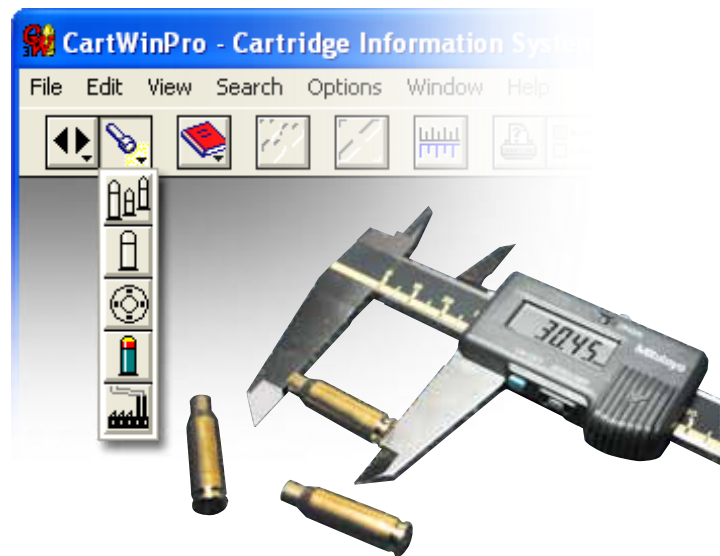 CartWinPro - Cartridge Information System
File Edit View Search Options Window Help
30.45
Mitutoyo